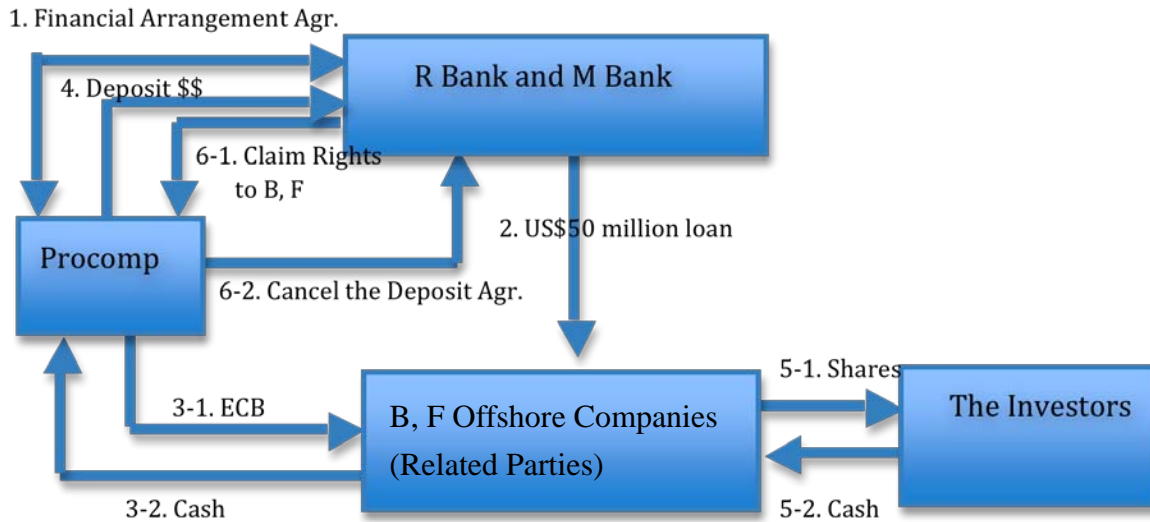 1. Financial Arrangement Agr.
R Bank and M Bank
4. Deposit $$
6-1. Claim Rights
to B, F
2. US$50 million loan
Procomp
6-2. Cancel the Deposit Agr.
5-1. Shares
3-1. ECB
B, F Offshore Companies
(Related Parties)
The Investors
3-2. Cash
5-2. Cash